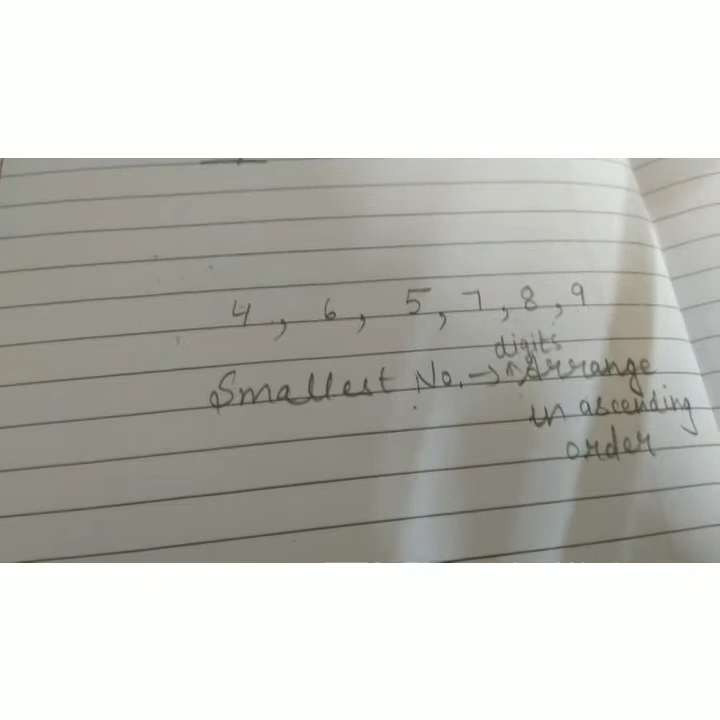 4, 6, 5, 7, 8, 9
digits
Smallest No. → ^Arrange
in ascending
order